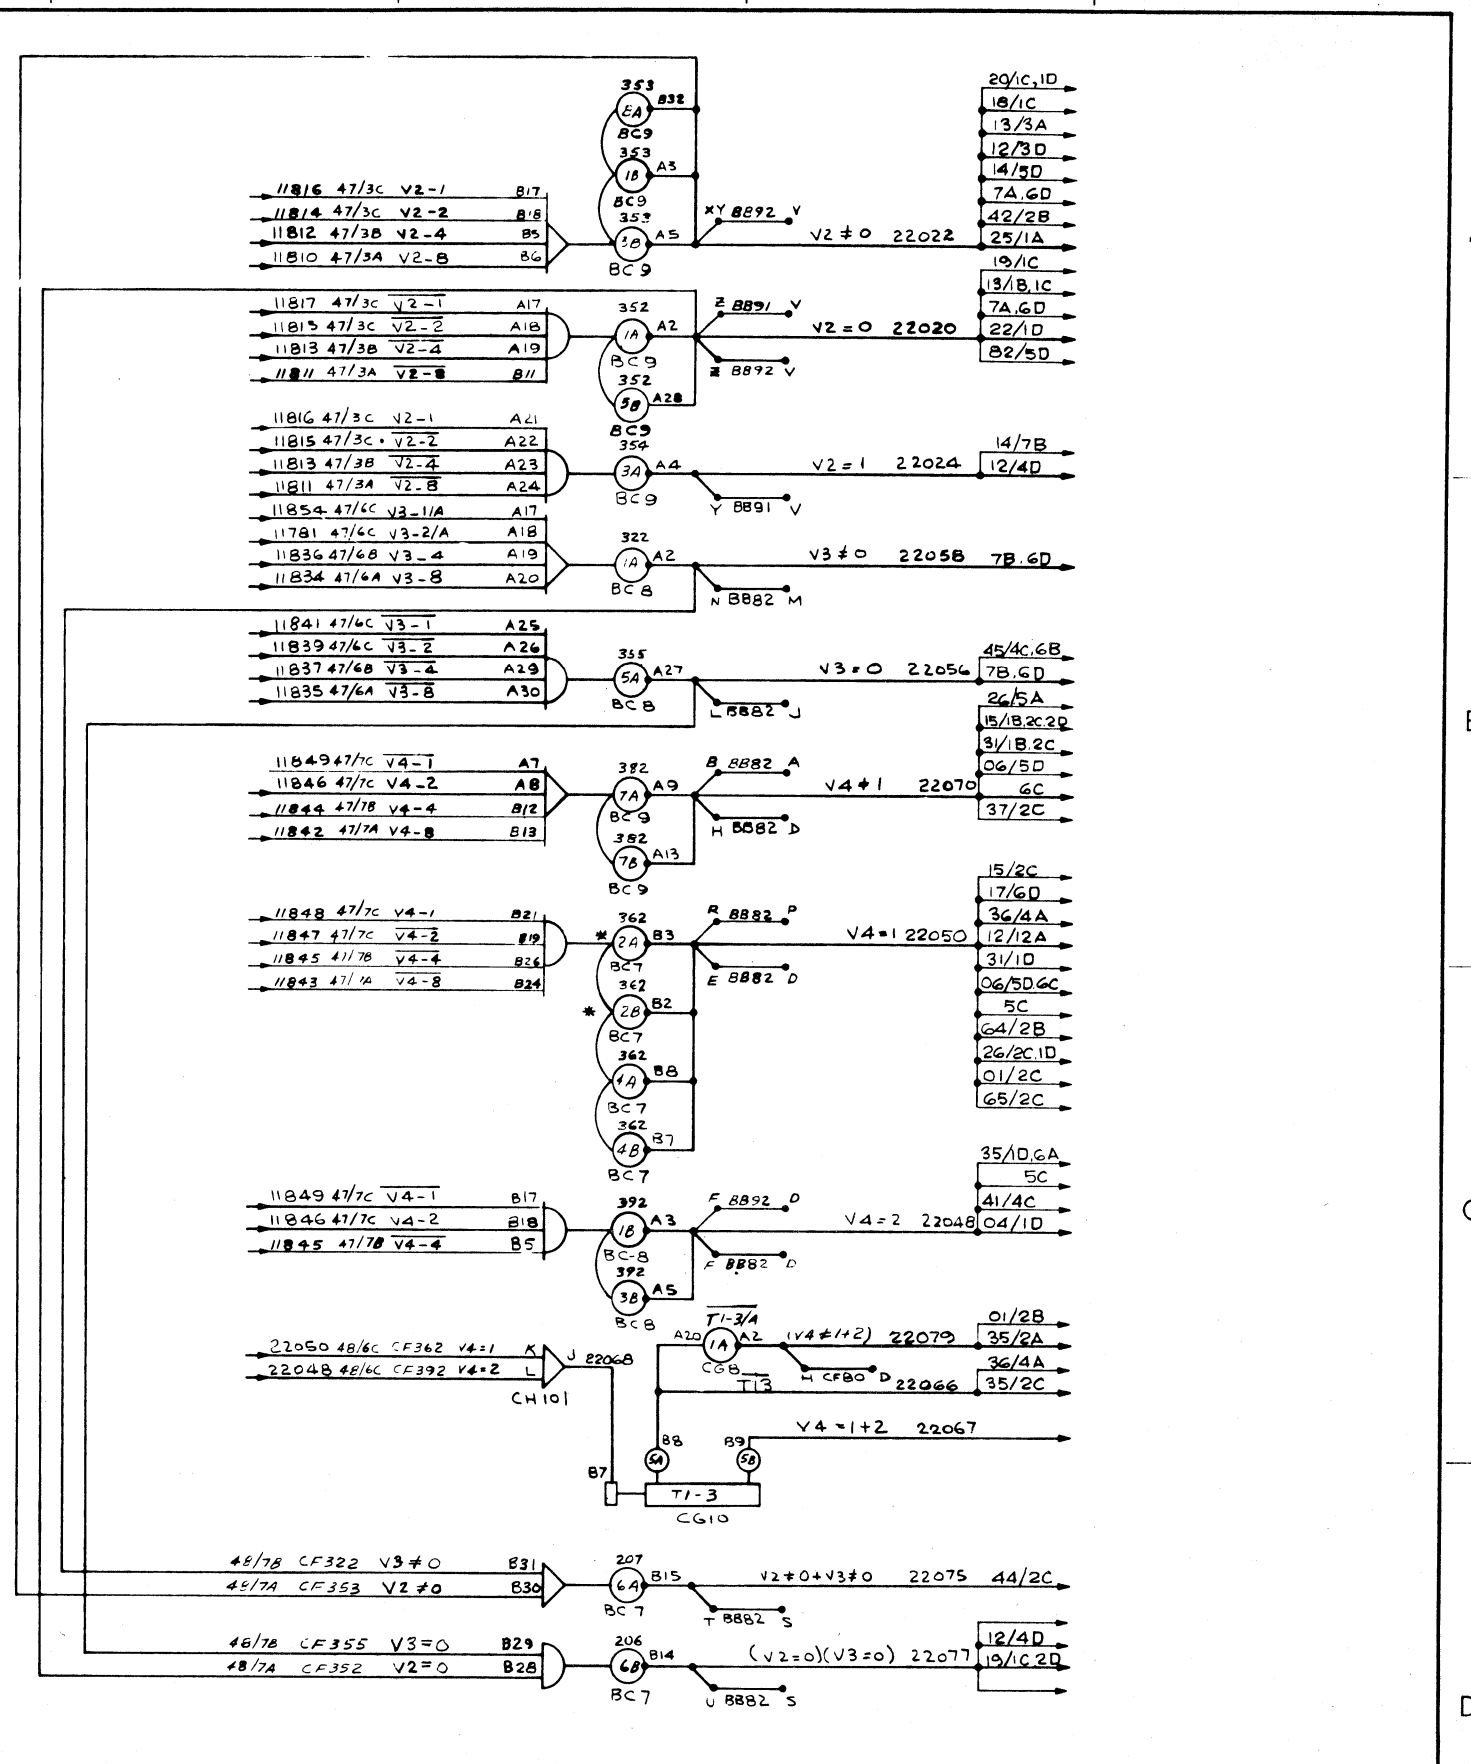 353
8A B32
BC9
353
1B A3
BC9
353
3B A5
BC9
11816 47/3C V2-1 B17
11814 47/3C V2-2 B18
11812 47/3B V2-4 B5
11810 47/3A V2-8 B6
XY BB92 V
V2≠0 22022
20/1C,1D
18/1C
13/3A
12/3D
14/5D
7A,6D
42/2B
25/1A
11817 47/3C V2-1 A17
11815 47/3C V2-2 A18
11813 47/3B V2-4 A19
11811 47/3A V2-8 B11
352
1A A2
BC9
352
5B A28
BC9
Z BB91 V
V2=0 22020
Z BB92 V
19/1C
13/1B,1C
7A,6D
22/1D
82/5D
11816 47/3C V2-1 A21
11815 47/3C V2-2 A22
11813 47/3B V2-4 A23
11811 47/3A V2-8 A24
354
3A A4
BC9
V2=1 22024
Y BB91 V
14/7B
12/4D
11854 47/6C V3-1/A A17
11781 47/6C V3-2/A A18
11836 47/6B V3-4 A19
11834 47/6A V3-8 A20
322
1A A2
BC8
V3≠0 22058 7B,6D
N BB82 M
11841 47/6C V3-1 A25
11839 47/6C V3-2 A26
11837 47/6B V3-4 A29
11835 47/6A V3-8 A30
355
5A A27
BC8
V3=0 22056
L BB82 J
45/4C,6B
7B,6D
11849 47/7C V4-1 A7
11846 47/7C V4-2 A8
11844 47/7B V4-4 B12
11842 47/7A V4-8 B13
382
7A A9
BC9
382
7B A13
BC9
B BB82 A
V4≠1 22070
H BB82 D
26/5A
15/1B,2C,2D
31/1B,2C
06/5D
6C
37/2C
11848 47/7C V4-1 B21
11847 47/7C V4-2 B19
11845 47/7B V4-4 B26
11843 47/7A V4-8 B24
362
* 2A B3
BC7
362
* 2B B2
BC7
362
4A B8
BC7
362
4B B7
BC7
R BB82 P
V4=1 22050
E BB82 D
15/2C
17/6D
36/4A
12/12A
31/1D
06/5D,6C
5C
64/2B
26/2C,1D
01/2C
65/2C
11849 47/7C V4-1 B17
11846 47/7C V4-2 B18
11845 47/7B V4-4 B5
392
1B A3
BC-8
392
3B A5
BC8
F BB92 D
V4=2 22048
F BB82 D
35/1D,6A
5C
41/4C
04/1D
22050 48/6C CF362 V4=1 K
22048 48/6C CF392 V4=2 L
J 22068
CH101
T1-3/A
A20 1A A2
CG8
(V4≠1+2) 22079
H CF80 D
T13 22066
01/2B
35/2A
36/4A
35/2C
V4=1+2 22067
B8 B9
5A 5B
B7
T1-3
CG10
48/7B CF322 V3≠0 B31
48/7A CF353 V2≠0 B30
207
6A B15
BC7
V2≠0+V3≠0 22075 44/2C
T BB82 S
48/7B CF355 V3=0 B29
48/7A CF352 V2=0 B28
206
6B B14
BC7
(V2=0)(V3=0) 22077
U BB82 S
12/4D
19/1C,2D
D